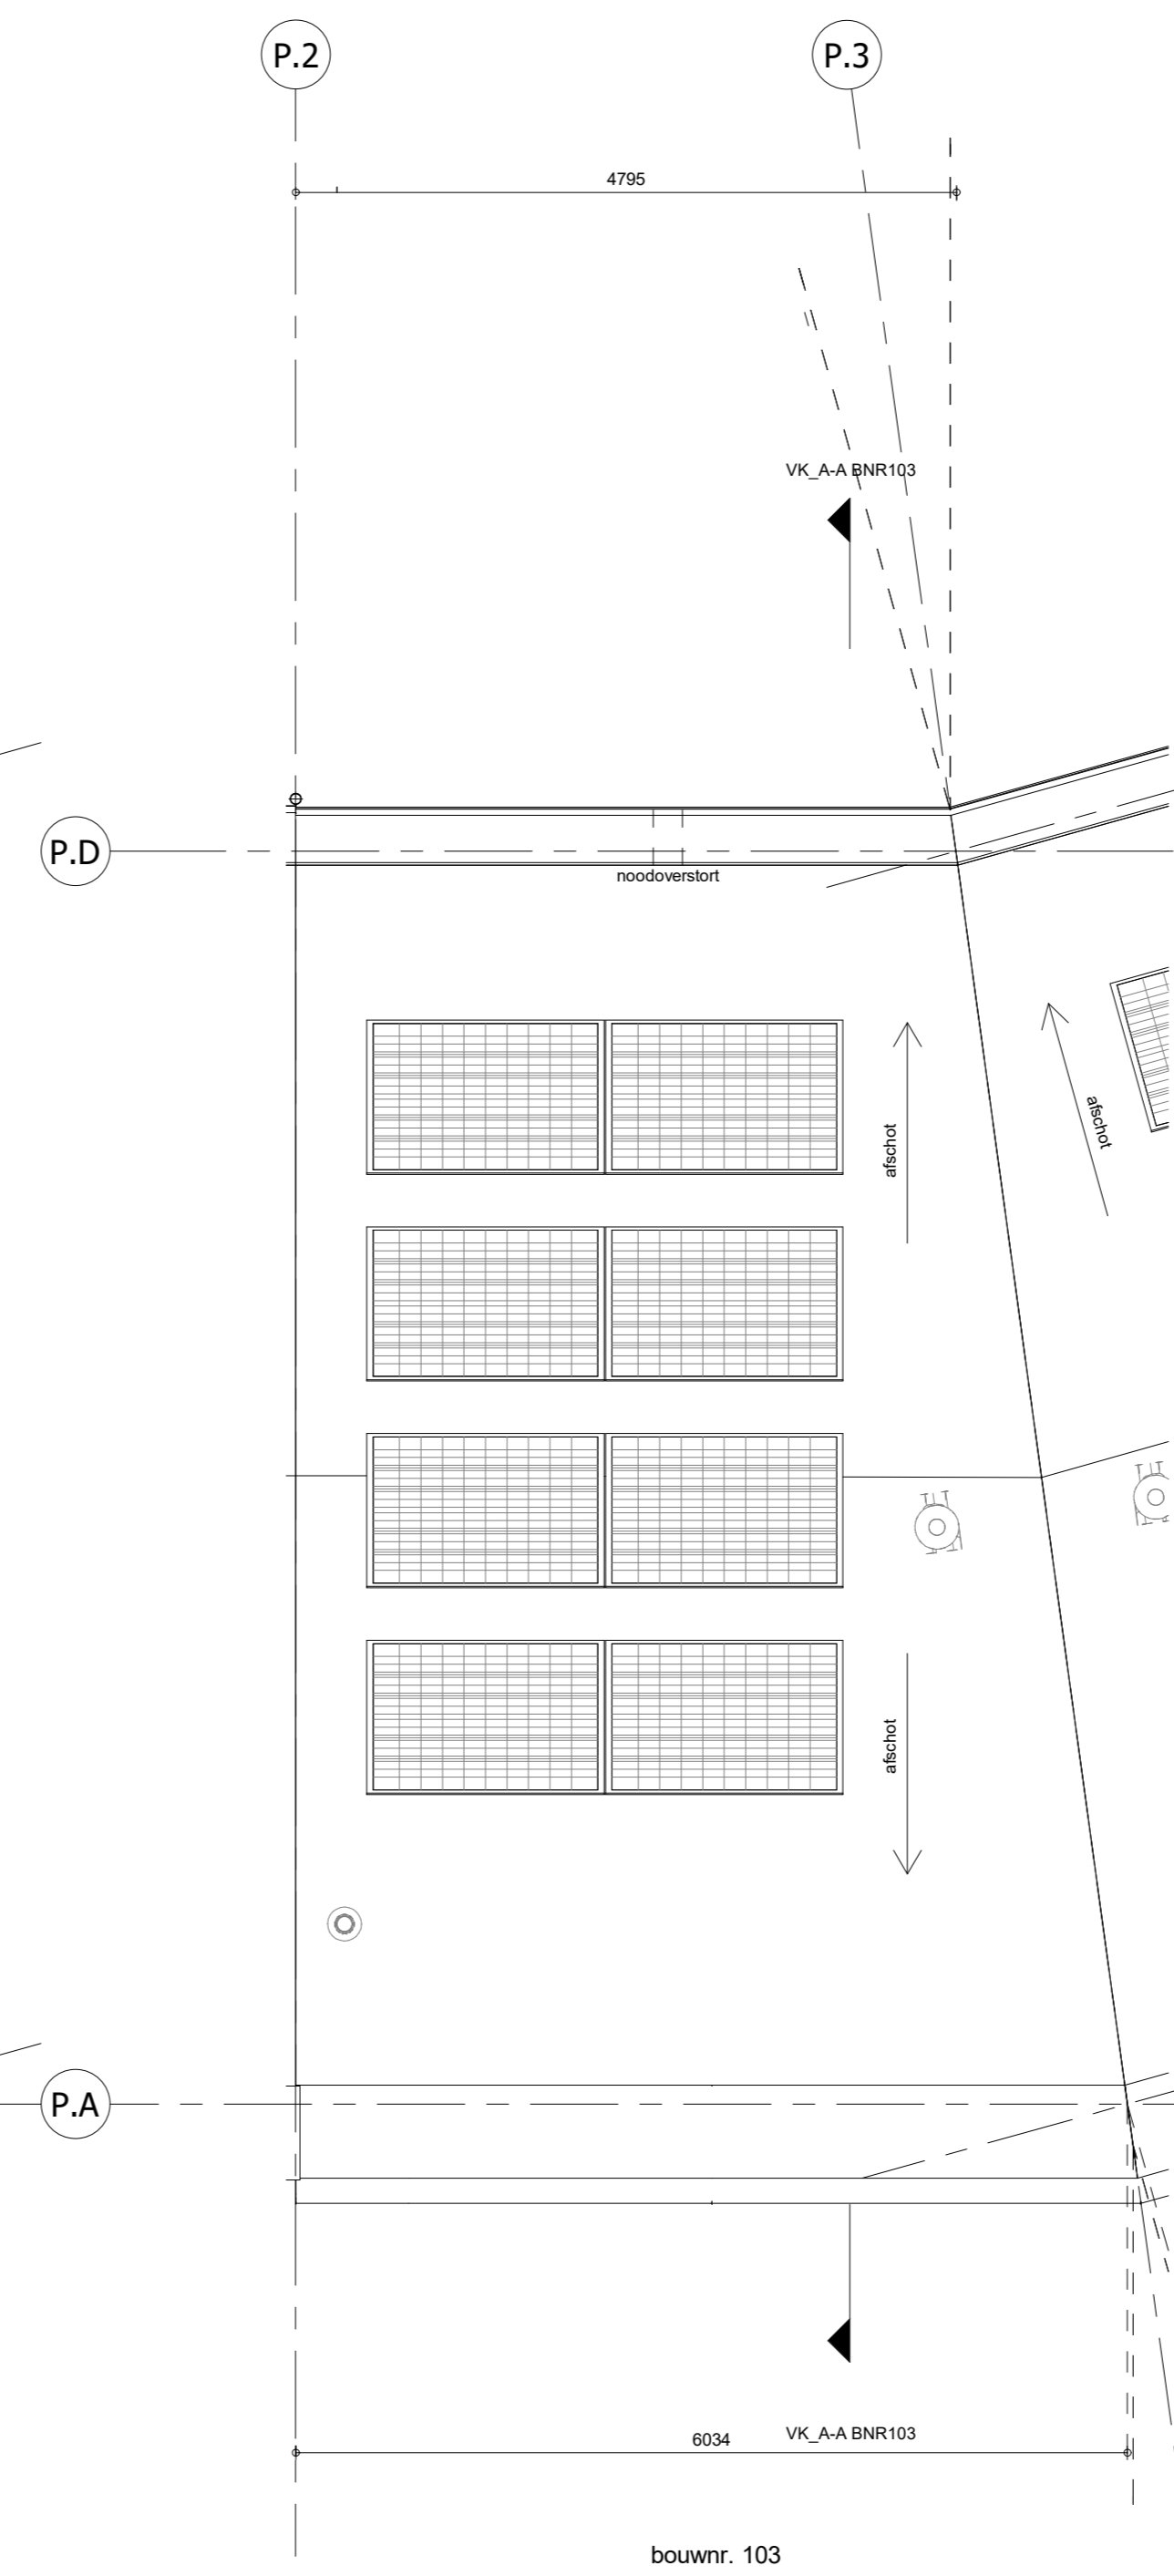 P.2
P.3
4795
VK_A-A BNR103
P.D
noodoverstort
afschot
afschot
afschot
P.A
6034
VK_A-A BNR103
bouwnr. 103